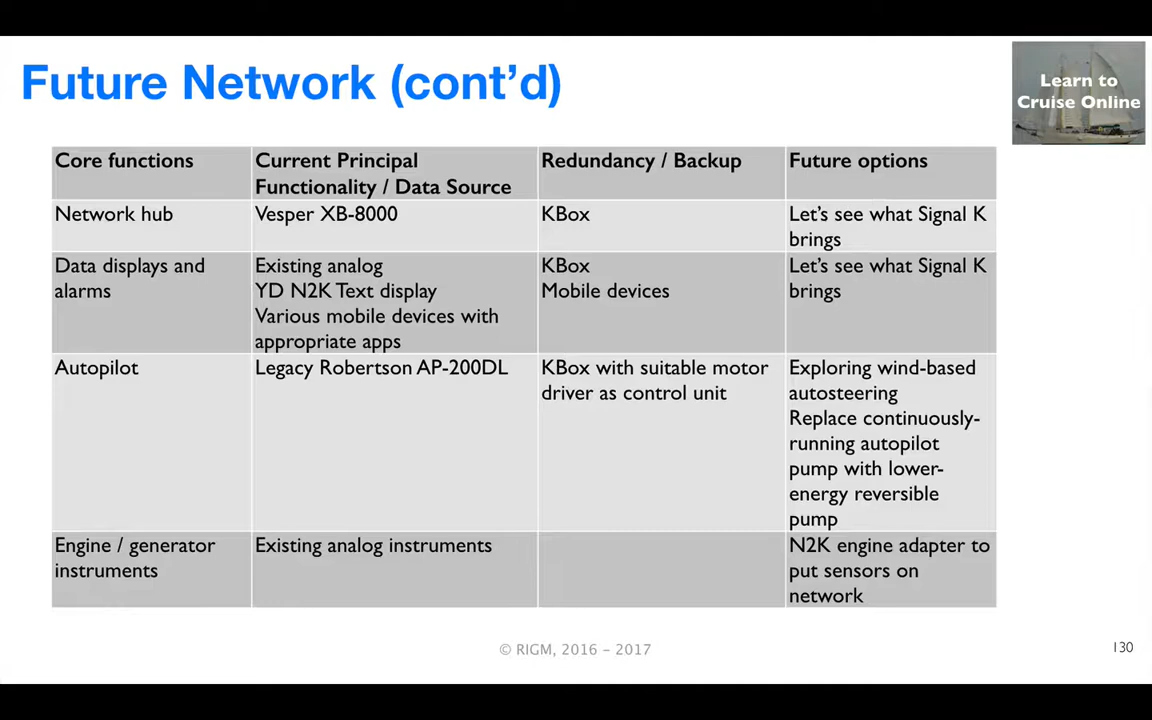 Future Network (cont’d)
Learn to
Cruise Online
Core functions
Current Principal
Functionality / Data Source
Redundancy / Backup
Future options
Network hub
Vesper XB-8000
KBox
Let’s see what Signal K
brings
Data displays and
alarms
Existing analog
YD N2K Text display
Various mobile devices with
appropriate apps
KBox
Mobile devices
Let’s see what Signal K
brings
Autopilot
Legacy Robertson AP-200DL
KBox with suitable motor
driver as control unit
Exploring wind-based
autosteering
Replace continuously-
running autopilot
pump with lower-
energy reversible
pump
Engine / generator
instruments
Existing analog instruments
N2K engine adapter to
put sensors on
network
© RIGM, 2016 – 2017
130